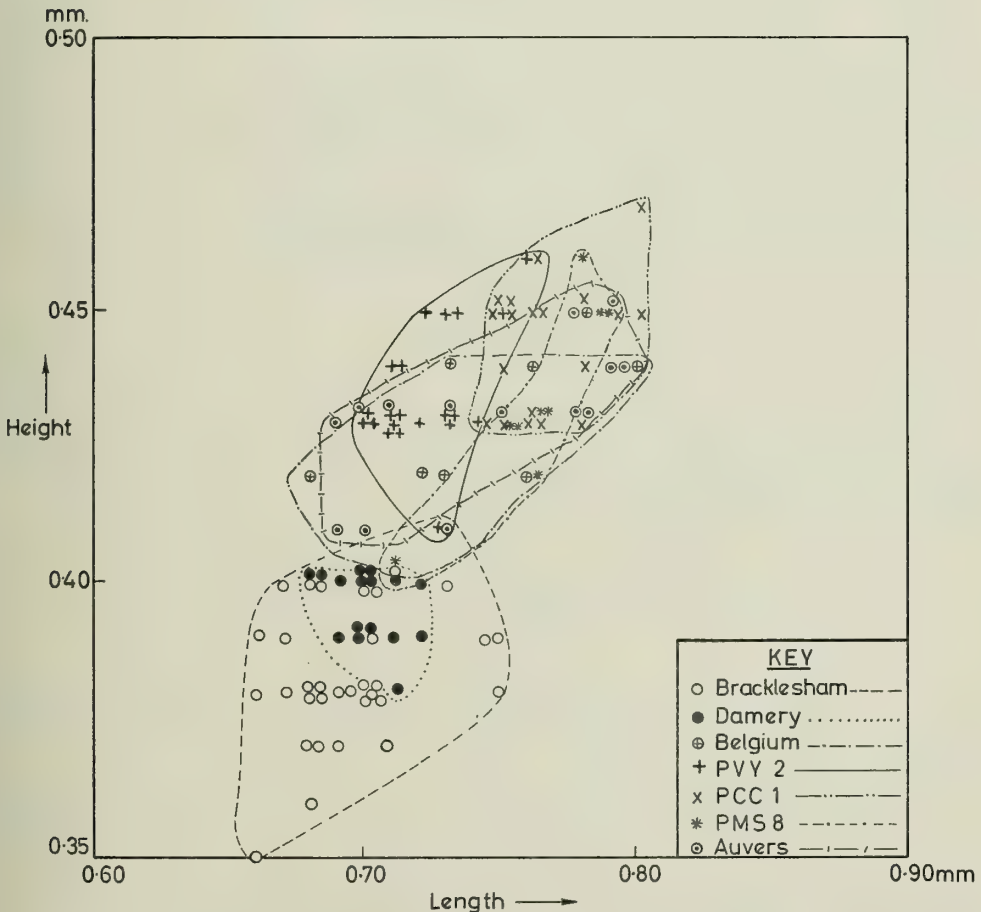 mm.
0·50
0·45
Height
0·40
0·35
0·60
0·70
0·80
0·90mm
Length
KEY
Bracklesham
Damery
Belgium
PVY 2
PCC 1
PMS 8
Auvers